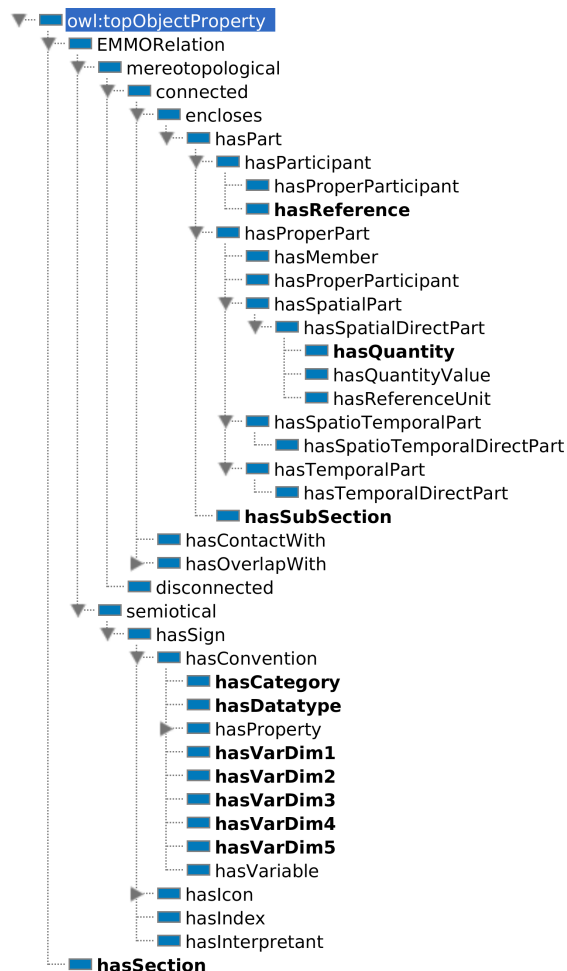 owl:topObjectProperty
EMMORelation
mereotopological
connected
encloses
hasPart
hasParticipant
hasProperParticipant
hasReference
hasProperPart
hasMember
hasProperParticipant
hasSpatialPart
hasSpatialDirectPart
hasQuantity
hasQuantityValue
hasReferenceUnit
hasSpatioTemporalPart
hasSpatioTemporalDirectPart
hasTemporalPart
hasTemporalDirectPart
hasSubSection
hasContactWith
hasOverlapWith
disconnected
semiotical
hasSign
hasConvention
hasCategory
hasDatatype
hasProperty
hasVarDim1
hasVarDim2
hasVarDim3
hasVarDim4
hasVarDim5
hasVariable
hasIcon
hasIndex
hasInterpretant
hasSection